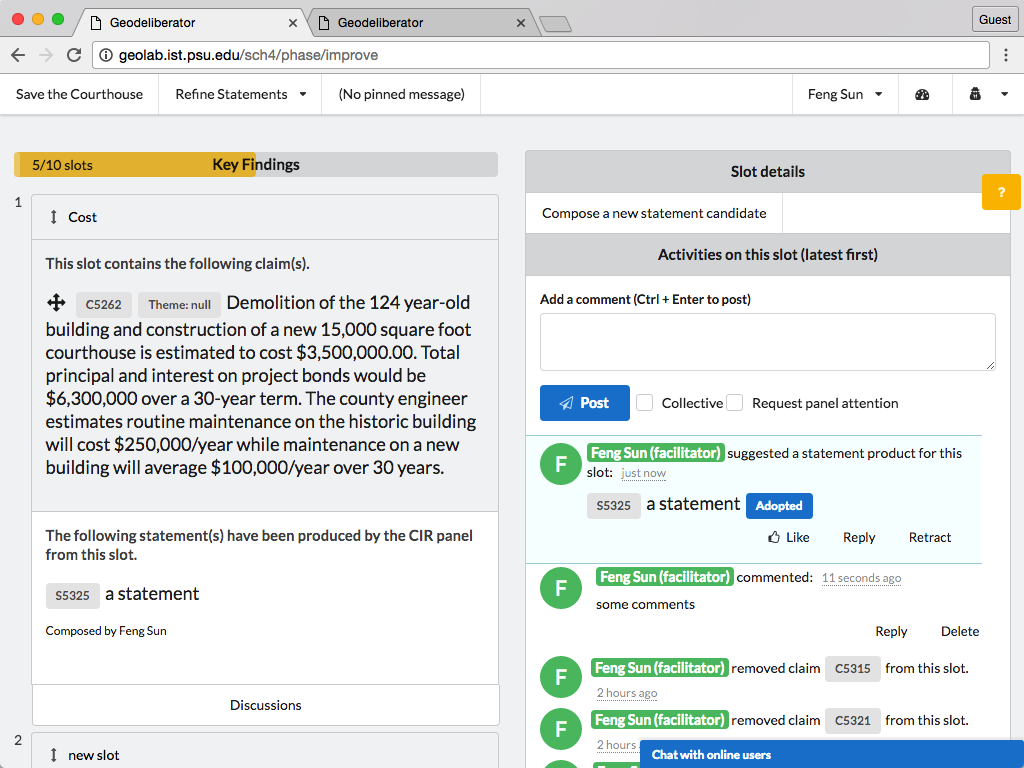 Geodeliberator
Geodeliberator
Guest
geolab.ist.psu.edu/sch4/phase/improve
Save the Courthouse
Refine Statements
(No pinned message)
Feng Sun
5/10 slots
Key Findings
1
Cost
This slot contains the following claim(s).
C5262 Theme: null Demolition of the 124 year-old
building and construction of a new 15,000 square foot
courthouse is estimated to cost $3,500,000.00. Total
principal and interest on project bonds would be
$6,300,000 over a 30-year term. The county engineer
estimates routine maintenance on the historic building
will cost $250,000/year while maintenance on a new
building will average $100,000/year over 30 years.
The following statement(s) have been produced by the CIR panel
from this slot.
S5325 a statement
Composed by Feng Sun
Discussions
2
new slot
Slot details
?
Compose a new statement candidate
Activities on this slot (latest first)
Add a comment (Ctrl + Enter to post)
Post Collective Request panel attention
F
Feng Sun (facilitator) suggested a statement product for this
slot: just now
S5325 a statement Adopted
Like Reply Retract
F
Feng Sun (facilitator) commented: 11 seconds ago
some comments
Reply Delete
F
Feng Sun (facilitator) removed claim C5315 from this slot.
2 hours ago
F
Feng Sun (facilitator) removed claim C5321 from this slot.
2 hours
Chat with online users